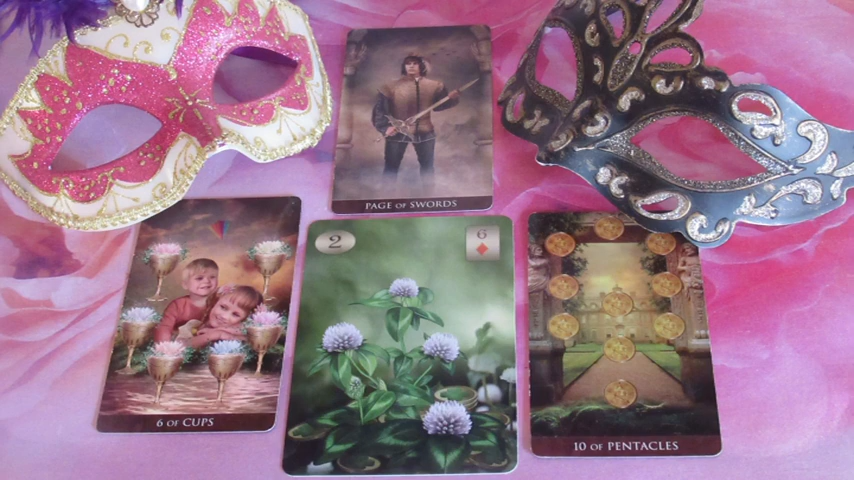 PAGE OF SWORDS
6 OF CUPS
2
6
10 OF PENTACLES